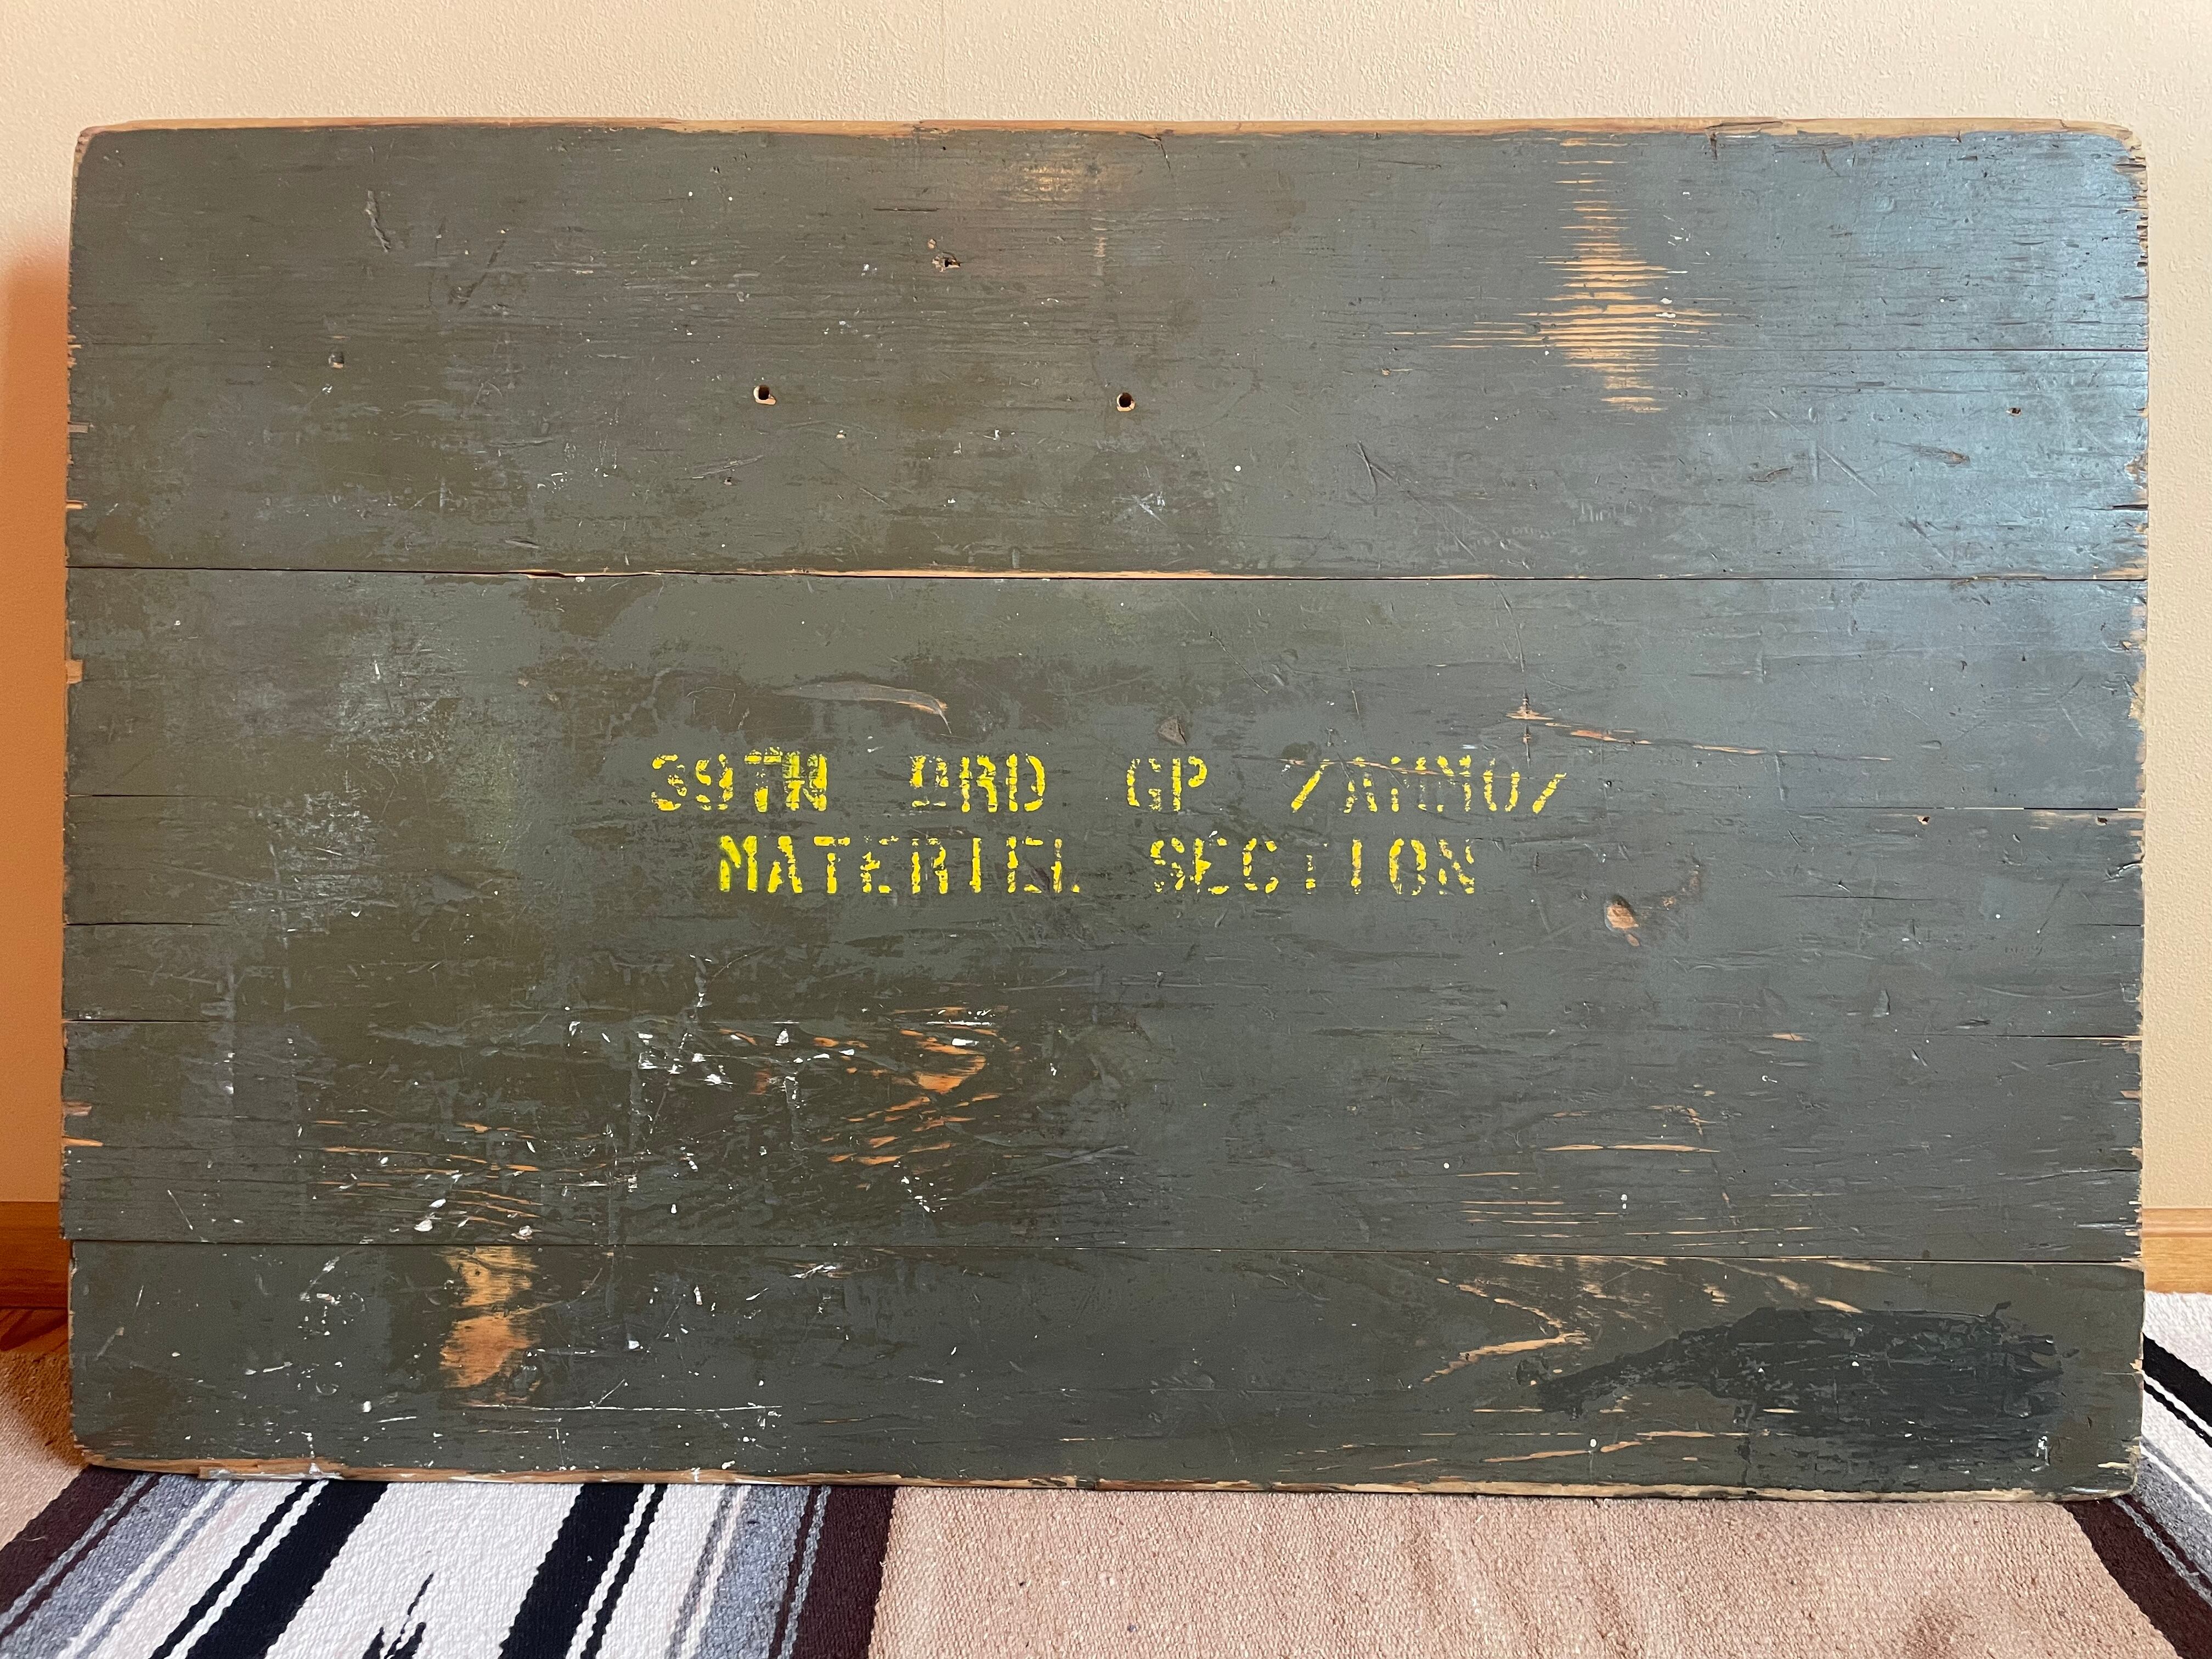 39TH ORD GP /AMMO/
MATERIEL SECTION